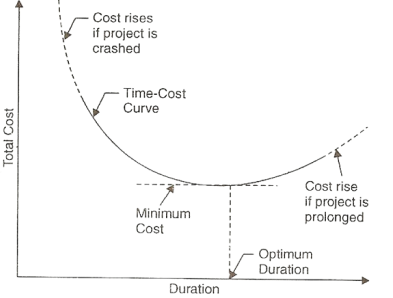 Cost rises
if project is
crashed
Time-Cost
Curve
Total Cost
Minimum
Cost
Cost rise
if project is
prolonged
Optimum
Duration
Duration